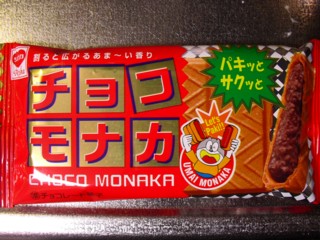 割ると広がるあま〜い香り
チョコ
モナカ
CHOCO MONAKA
パキッと
サクッと
Let's
"Paki!!"
UMAI MONAKA